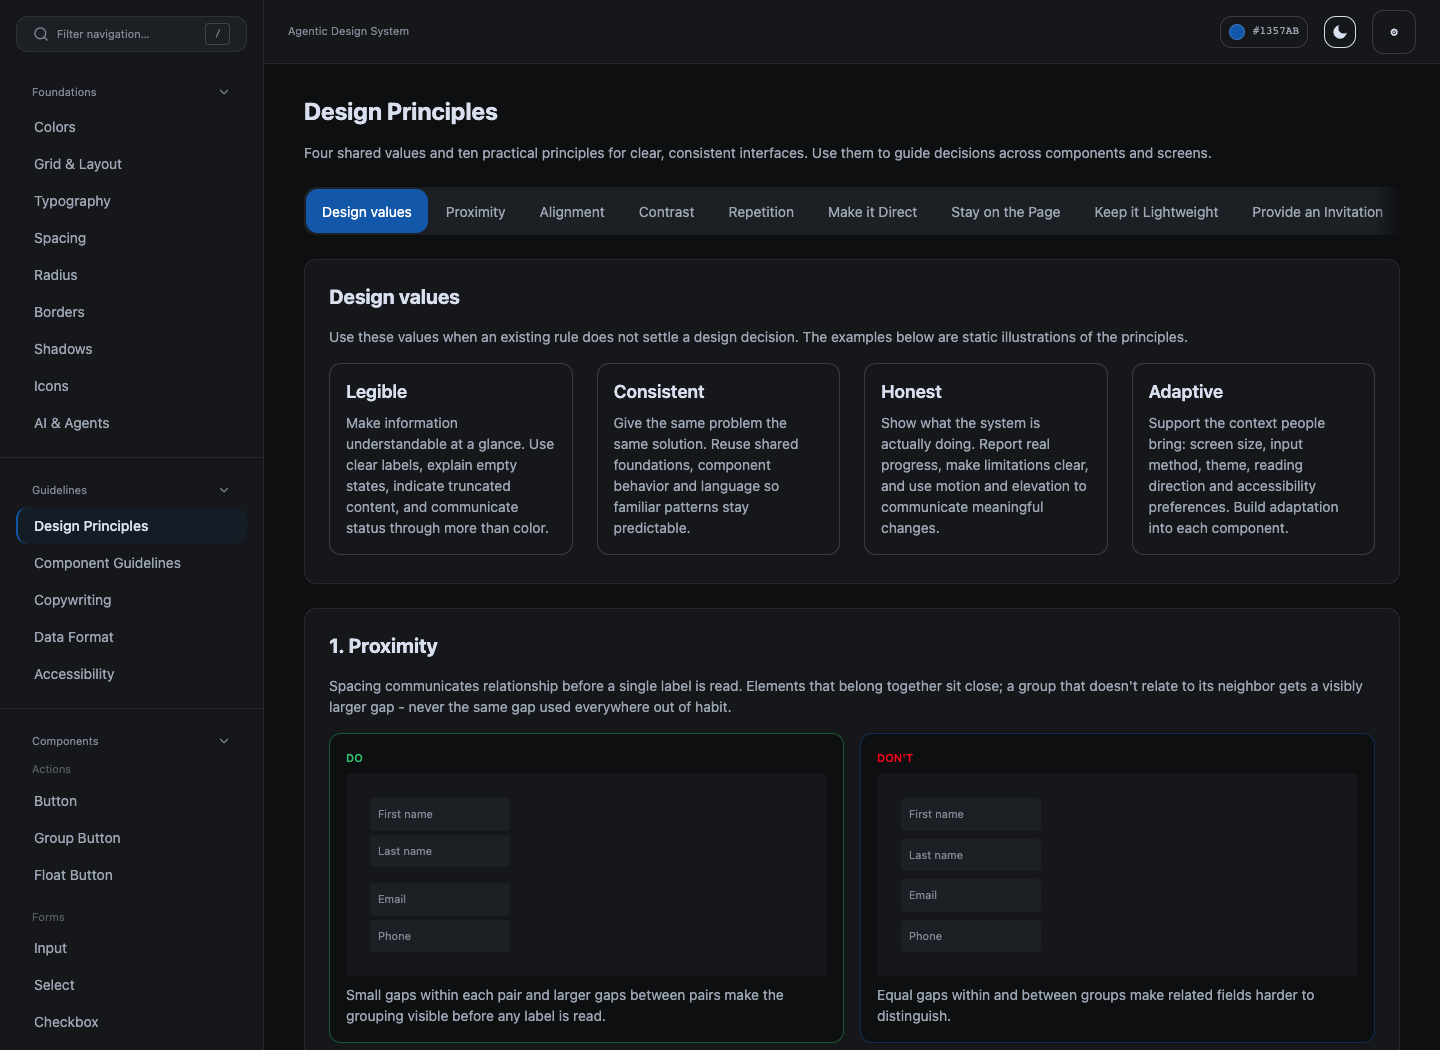 Filter navigation...
/
Agentic Design System
#1357AB
Foundations
Colors
Grid & Layout
Typography
Spacing
Radius
Borders
Shadows
Icons
AI & Agents
Guidelines
Design Principles
Component Guidelines
Copywriting
Data Format
Accessibility
Components
Actions
Button
Group Button
Float Button
Forms
Input
Select
Checkbox
Design Principles
Four shared values and ten practical principles for clear, consistent interfaces. Use them to guide decisions across components and screens.
Design values
Proximity
Alignment
Contrast
Repetition
Make it Direct
Stay on the Page
Keep it Lightweight
Provide an Invitation
Design values
Use these values when an existing rule does not settle a design decision. The examples below are static illustrations of the principles.
Legible
Make information
understandable at a glance. Use
clear labels, explain empty
states, indicate truncated
content, and communicate
status through more than color.
Consistent
Give the same problem the
same solution. Reuse shared
foundations, component
behavior and language so
familiar patterns stay
predictable.
Honest
Show what the system is
actually doing. Report real
progress, make limitations clear,
and use motion and elevation to
communicate meaningful
changes.
Adaptive
Support the context people
bring: screen size, input
method, theme, reading
direction and accessibility
preferences. Build adaptation
into each component.
1. Proximity
Spacing communicates relationship before a single label is read. Elements that belong together sit close; a group that doesn't relate to its neighbor gets a visibly
larger gap - never the same gap used everywhere out of habit.
DO
First name
Last name
Email
Phone
Small gaps within each pair and larger gaps between pairs make the
grouping visible before any label is read.
DON'T
First name
Last name
Email
Phone
Equal gaps within and between groups make related fields harder to
distinguish.